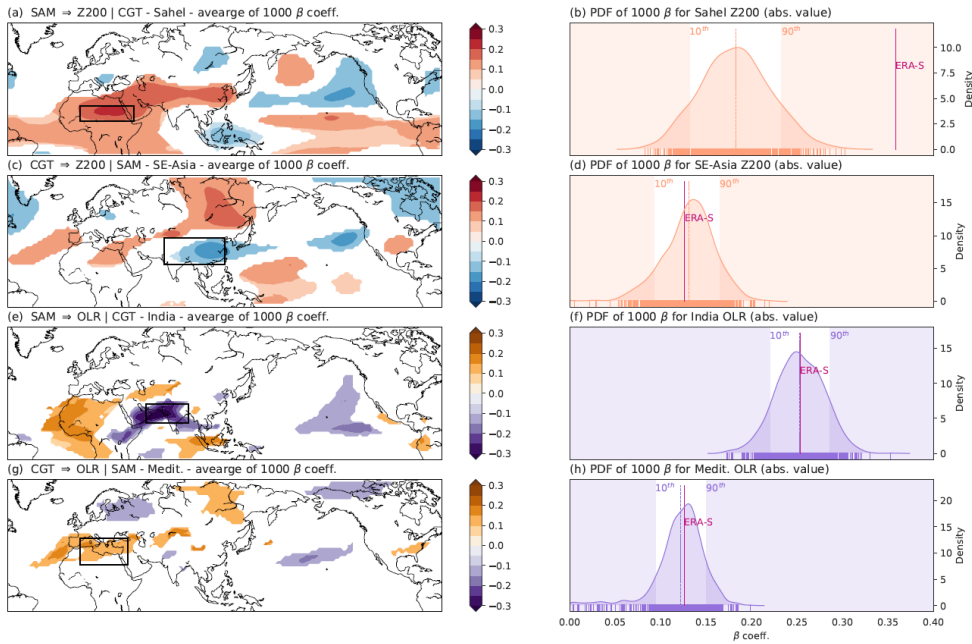 (a) SAM ⇒ Z200 | CGT - Sahel - avearge of 1000 β coeff.
0.3
0.2
0.1
0.0
−0.1
−0.2
−0.3
(b) PDF of 1000 β for Sahel Z200 (abs. value)
10th
90th
ERA-S
10.0
7.5
5.0
2.5
0.0
Density
(c) CGT ⇒ Z200 | SAM - SE-Asia - avearge of 1000 β coeff.
0.3
0.2
0.1
0.0
−0.1
−0.2
−0.3
(d) PDF of 1000 β for SE-Asia Z200 (abs. value)
10th
90th
ERA-S
15
10
5
0
Density
(e) SAM ⇒ OLR | CGT - India - avearge of 1000 β coeff.
0.3
0.2
0.1
0.0
−0.1
−0.2
−0.3
(f) PDF of 1000 β for India OLR (abs. value)
10th
90th
ERA-S
15
10
5
0
Density
(g) CGT ⇒ OLR | SAM - Medit. - avearge of 1000 β coeff.
0.3
0.2
0.1
0.0
−0.1
−0.2
−0.3
(h) PDF of 1000 β for Medit. OLR (abs. value)
10th
90th
ERA-S
20
15
10
5
0
Density
0.00 0.05 0.10 0.15 0.20 0.25 0.30 0.35 0.40
β coeff.